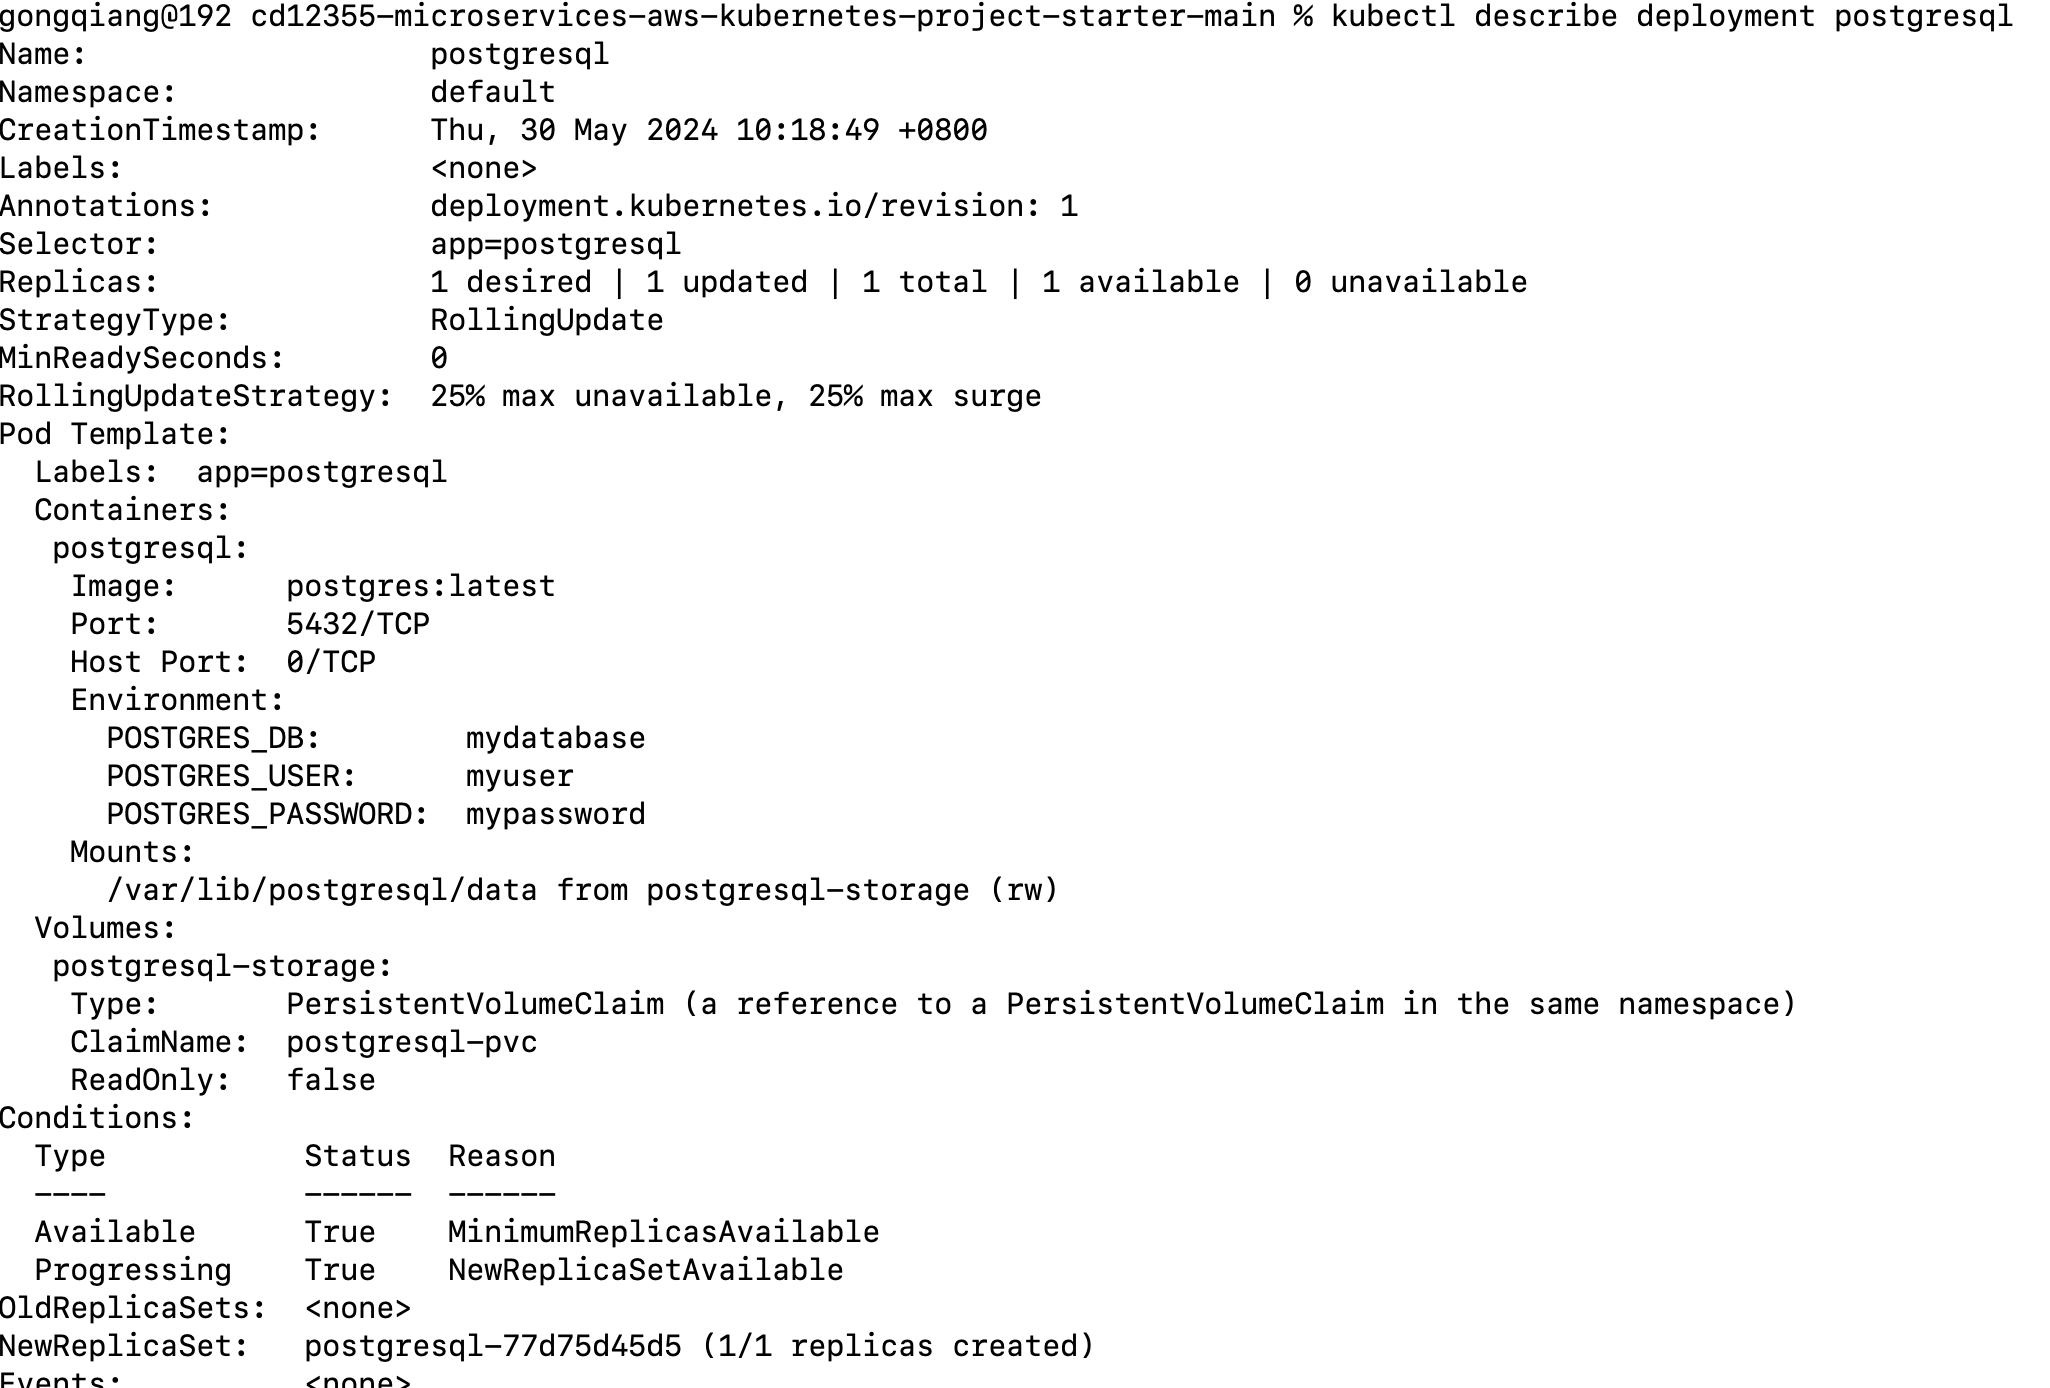 gongqiang@192 cd12355-microservices-aws-kubernetes-project-starter-main % kubectl describe deployment postgresql
Name:                   postgresql
Namespace:              default
CreationTimestamp:      Thu, 30 May 2024 10:18:49 +0800
Labels:                 <none>
Annotations:            deployment.kubernetes.io/revision: 1
Selector:               app=postgresql
Replicas:               1 desired | 1 updated | 1 total | 1 available | 0 unavailable
StrategyType:           RollingUpdate
MinReadySeconds:        0
RollingUpdateStrategy:  25% max unavailable, 25% max surge
Pod Template:
  Labels:  app=postgresql
  Containers:
   postgresql:
    Image:      postgres:latest
    Port:       5432/TCP
    Host Port:  0/TCP
    Environment:
      POSTGRES_DB:        mydatabase
      POSTGRES_USER:      myuser
      POSTGRES_PASSWORD:  mypassword
    Mounts:
      /var/lib/postgresql/data from postgresql-storage (rw)
  Volumes:
   postgresql-storage:
    Type:       PersistentVolumeClaim (a reference to a PersistentVolumeClaim in the same namespace)
    ClaimName:  postgresql-pvc
    ReadOnly:   false
Conditions:
  Type           Status  Reason
  ----           ------  ------
  Available      True    MinimumReplicasAvailable
  Progressing    True    NewReplicaSetAvailable
OldReplicaSets:  <none>
NewReplicaSet:   postgresql-77d75d45d5 (1/1 replicas created)
Events:          <none>